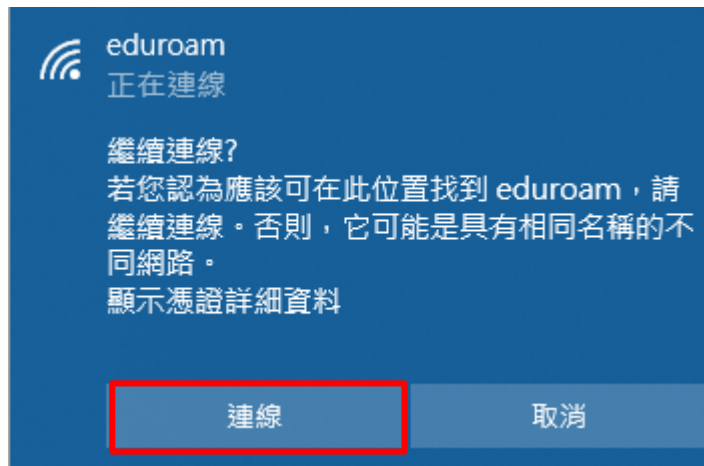 eduroam
正在連線
繼續連線?
若您認為應該可在此位置找到 eduroam，請
繼續連線。否則，它可能是具有相同名稱的不
同網路。
顯示憑證詳細資料
連線 取消